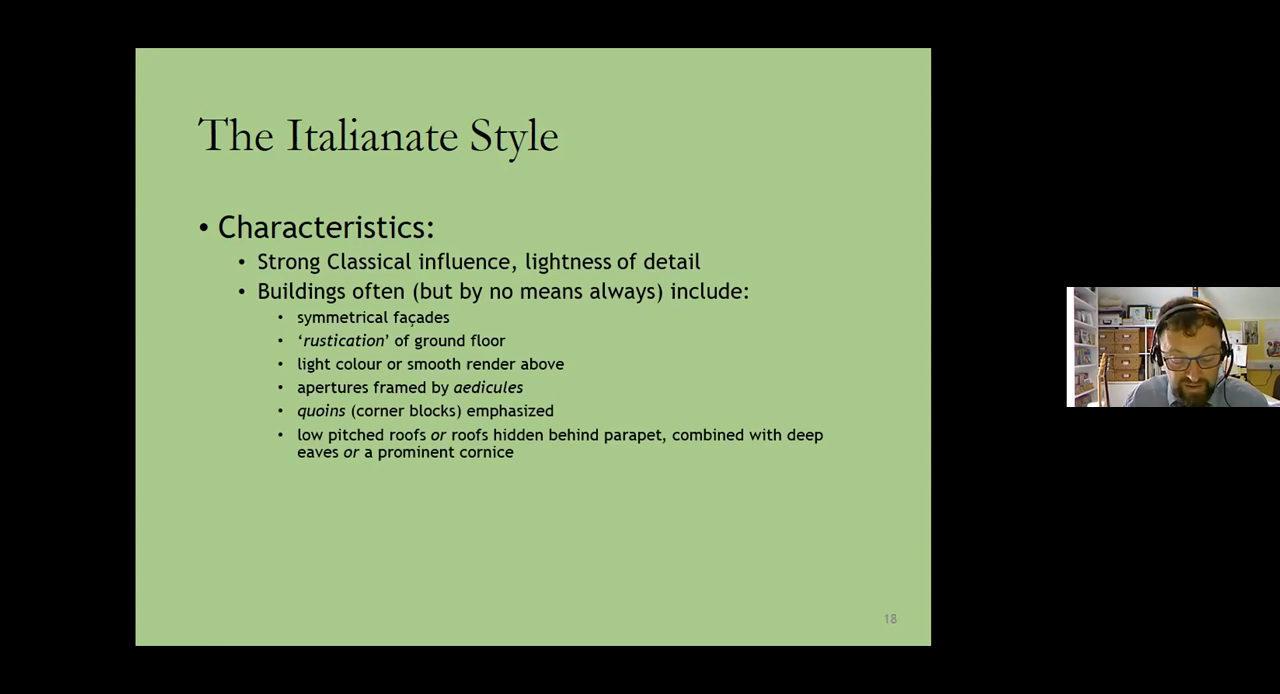 The Italianate Style
• Characteristics:
• Strong Classical influence, lightness of detail
• Buildings often (but by no means always) include:
• symmetrical façades
• ‘rustication’ of ground floor
• light colour or smooth render above
• apertures framed by aedicules
• quoins (corner blocks) emphasized
• low pitched roofs or roofs hidden behind parapet, combined with deep
eaves or a prominent cornice
18